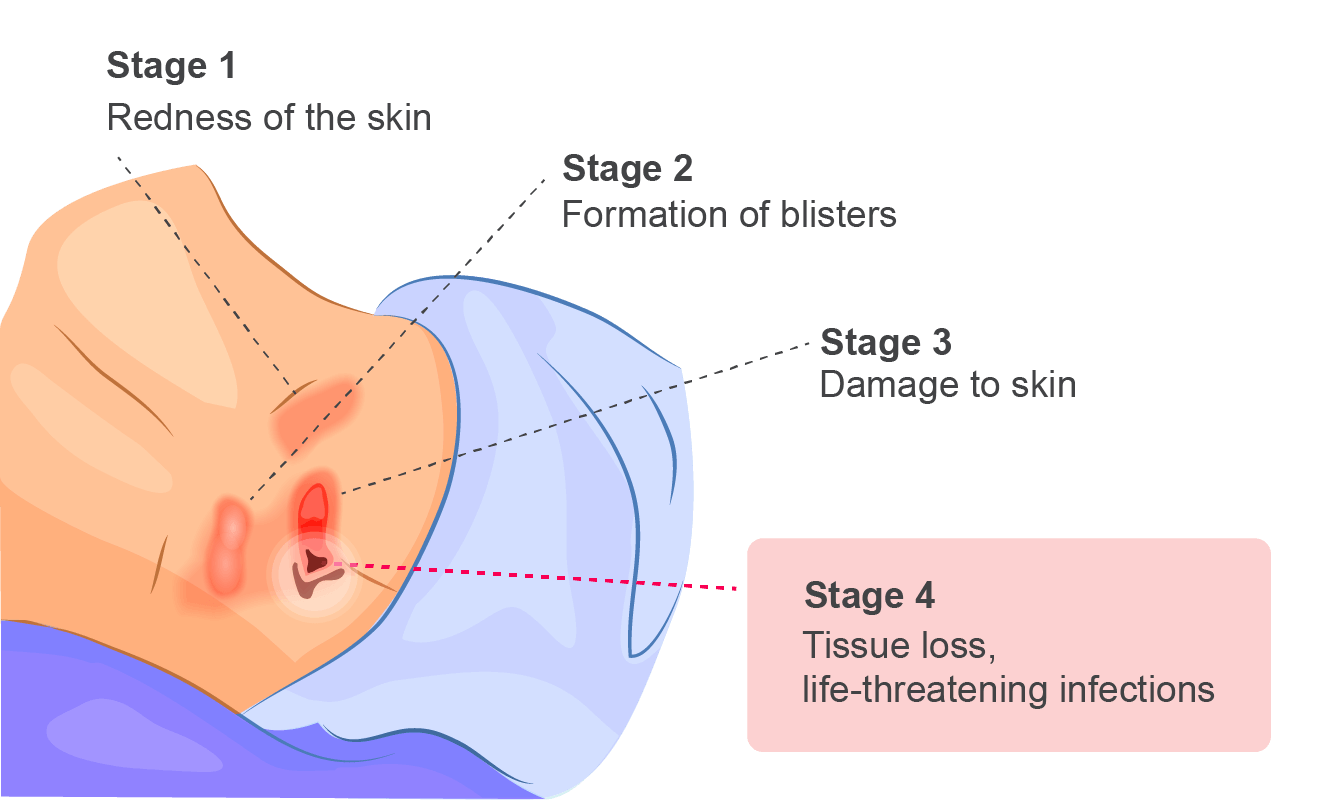 Stage 1
Redness of the skin
Stage 2
Formation of blisters
Stage 3
Damage to skin
Stage 4
Tissue loss,
life-threatening infections